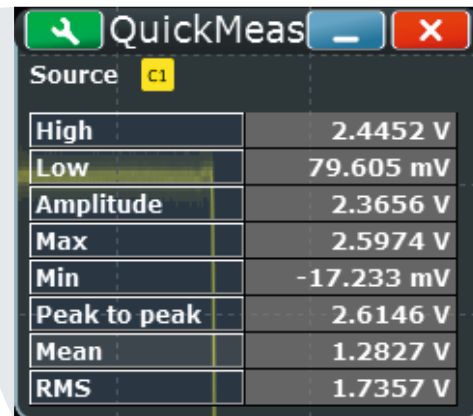 QuickMeas
Source C1
High 2.4452 V
Low 79.605 mV
Amplitude 2.3656 V
Max 2.5974 V
Min -17.233 mV
Peak to peak 2.6146 V
Mean 1.2827 V
RMS 1.7357 V